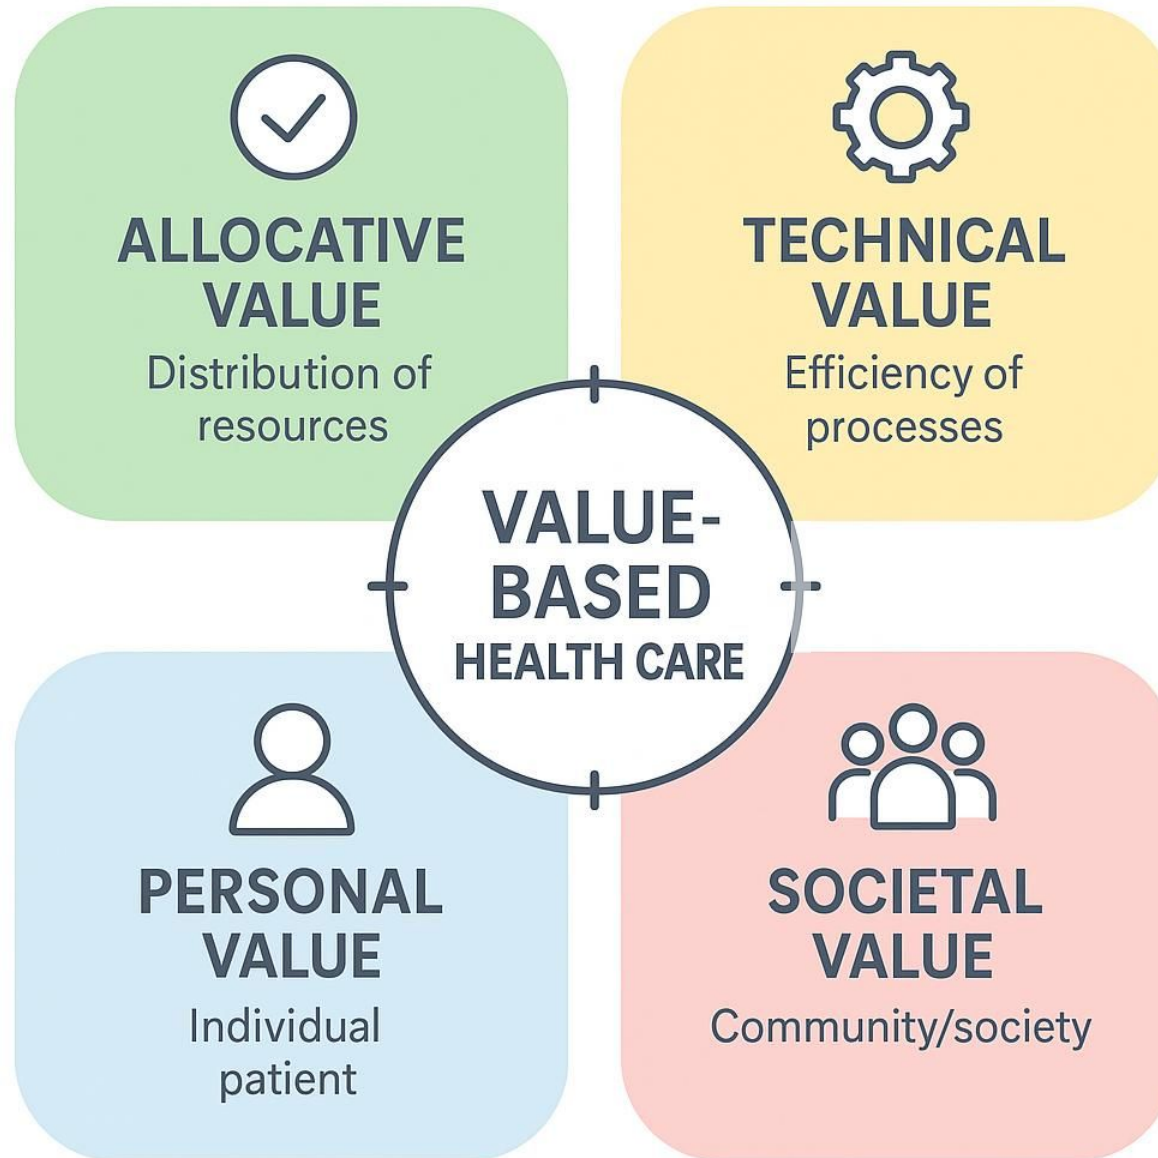 ALLOCATIVE
VALUE
Distribution of
resources
TECHNICAL
VALUE
Efficiency of
processes
VALUE-
BASED
HEALTH CARE
PERSONAL
VALUE
Individual
patient
SOCIETAL
VALUE
Community/society